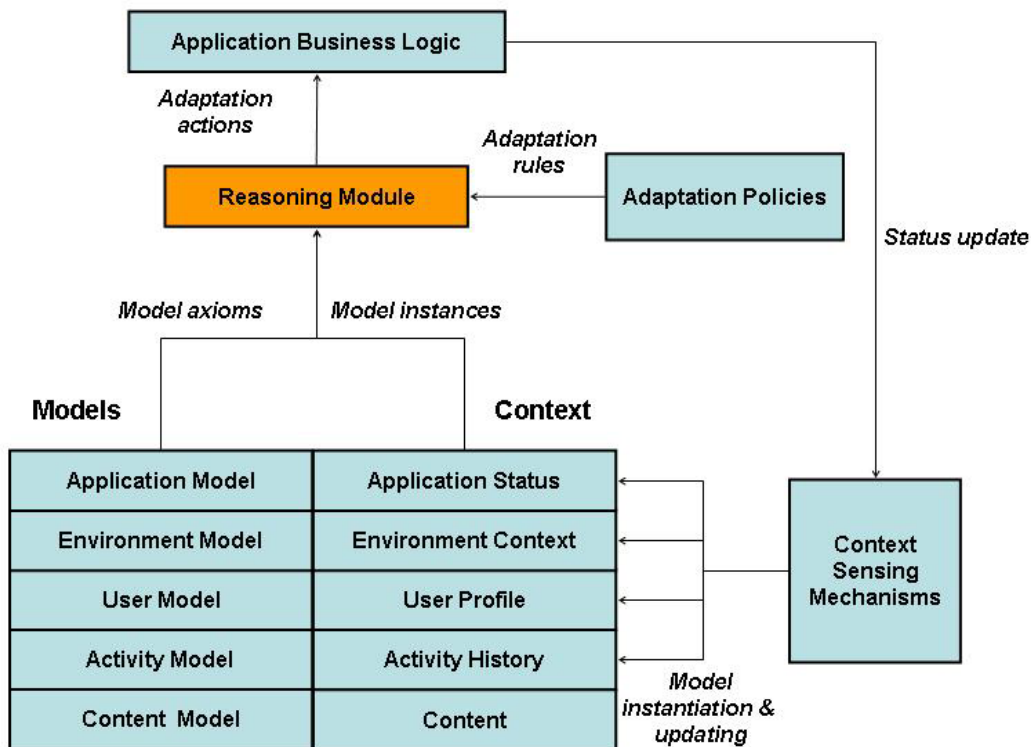 Application Business Logic
Adaptation
actions
Adaptation
rules
Reasoning Module
Adaptation Policies
Status update
Model axioms
Model instances
Models
Context
Application Model
Application Status
Environment Model
Environment Context
User Model
User Profile
Activity Model
Activity History
Content Model
Content
Context
Sensing
Mechanisms
Model
instantiation &
updating